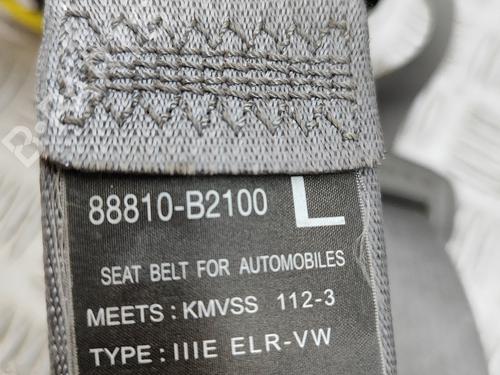 88810-B2100 L
SEAT BELT FOR AUTOMOBILES
MEETS : KMVSS 112-3
TYPE : IIIE ELR-VW